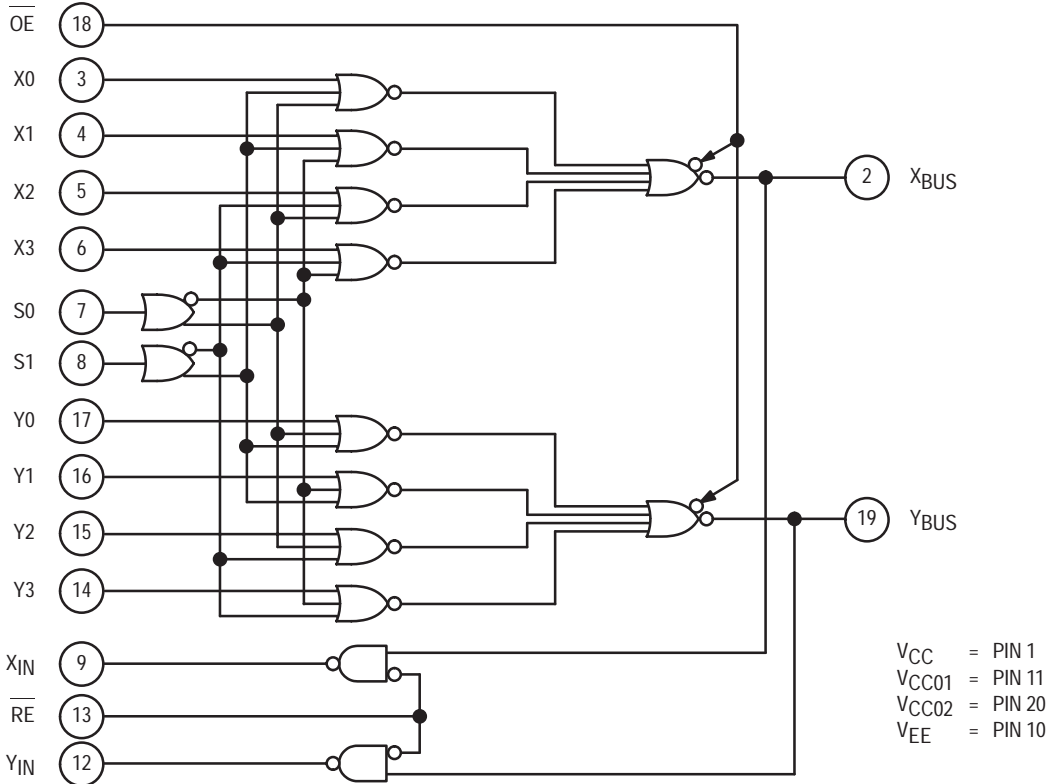 OE 18
X0 3
X1 4
X2 5
X3 6
S0 7
S1 8
Y0 17
Y1 16
Y2 15
Y3 14
XIN 9
RE 13
YIN 12
2 XBUS
19 YBUS
VCC = PIN 1
VCC01 = PIN 11
VCC02 = PIN 20
VEE = PIN 10